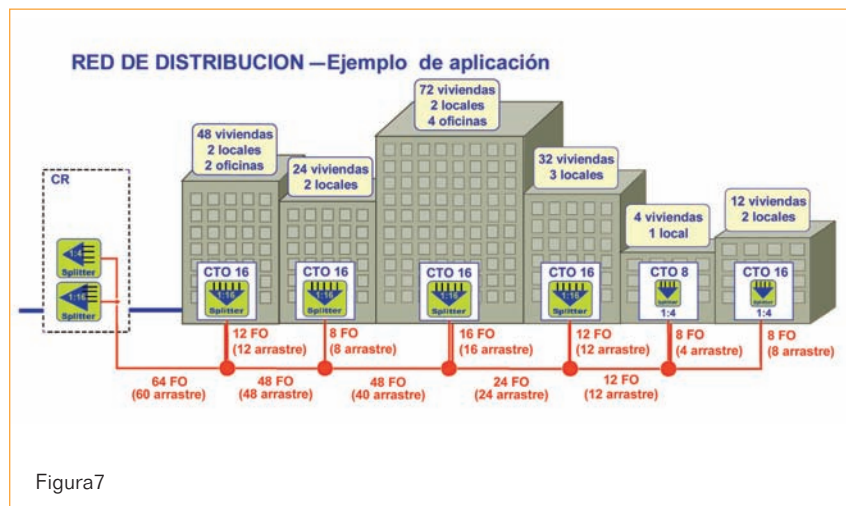 RED DE DISTRIBUCION —Ejemplo de aplicación
72 viviendas
2 locales
4 oficinas
48 viviendas
2 locales
2 oficinas
24 viviendas
2 locales
32 viviendas
3 locales
4 viviendas
1 local
12 viviendas
2 locales
CR
1:4
Splitter
1:16
Splitter
CTO 16
1:16
Splitter
CTO 16
1:16
Splitter
CTO 16
1:16
Splitter
CTO 16
1:16
Splitter
CTO 8
Splitter
1:4
CTO 16
Splitter
1:4
12 FO
(12 arrastre)
8 FO
(8 arrastre)
16 FO
(16 arrastre)
12 FO
(12 arrastre)
8 FO
(4 arrastre)
8 FO
(8 arrastre)
64 FO
(60 arrastre)
48 FO
(48 arrastre)
48 FO
(40 arrastre)
24 FO
(24 arrastre)
12 FO
(12 arrastre)
Figura7